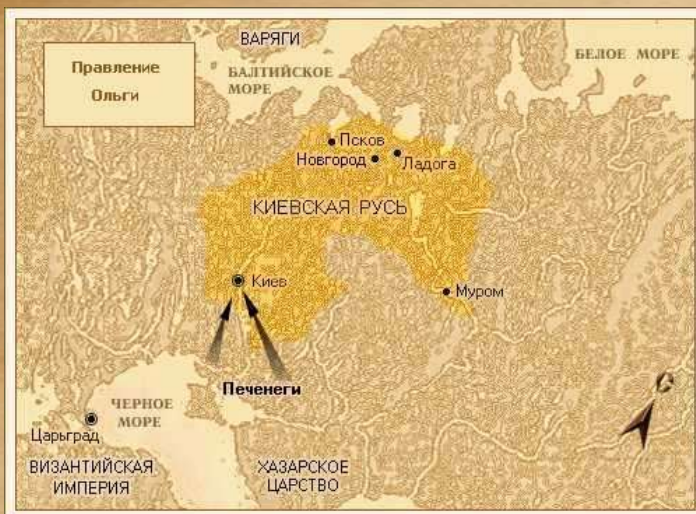 Правление
Ольги
ВАРЯГИ
БАЛТИЙСКОЕ
МОРЕ
БЕЛОЕ МОРЕ
Псков
Новгород
Ладога
КИЕВСКАЯ РУСЬ
Киев
Муром
Печенеги
ЧЕРНОЕ
МОРЕ
Царьград
ВИЗАНТИЙСКАЯ
ИМПЕРИЯ
ХАЗАРСКОЕ
ЦАРСТВО
С